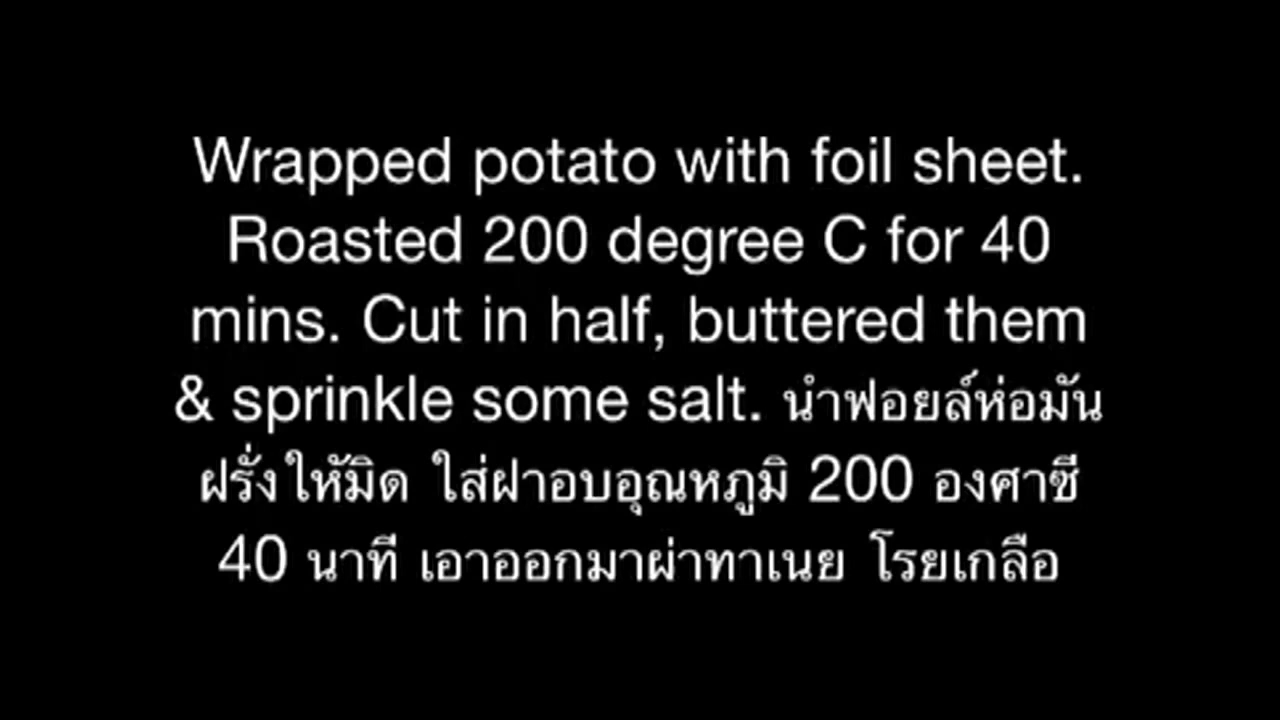 Wrapped potato with foil sheet.
Roasted 200 degree C for 40
mins. Cut in half, buttered them
& sprinkle some salt. นำฟอยล์ห่อมัน
ฝรั่งให้มิด ใส่ฝาอบอุณหภูมิ 200 องศาซี
40 นาที เอาออกมาผ่าทาเนย โรยเกลือ